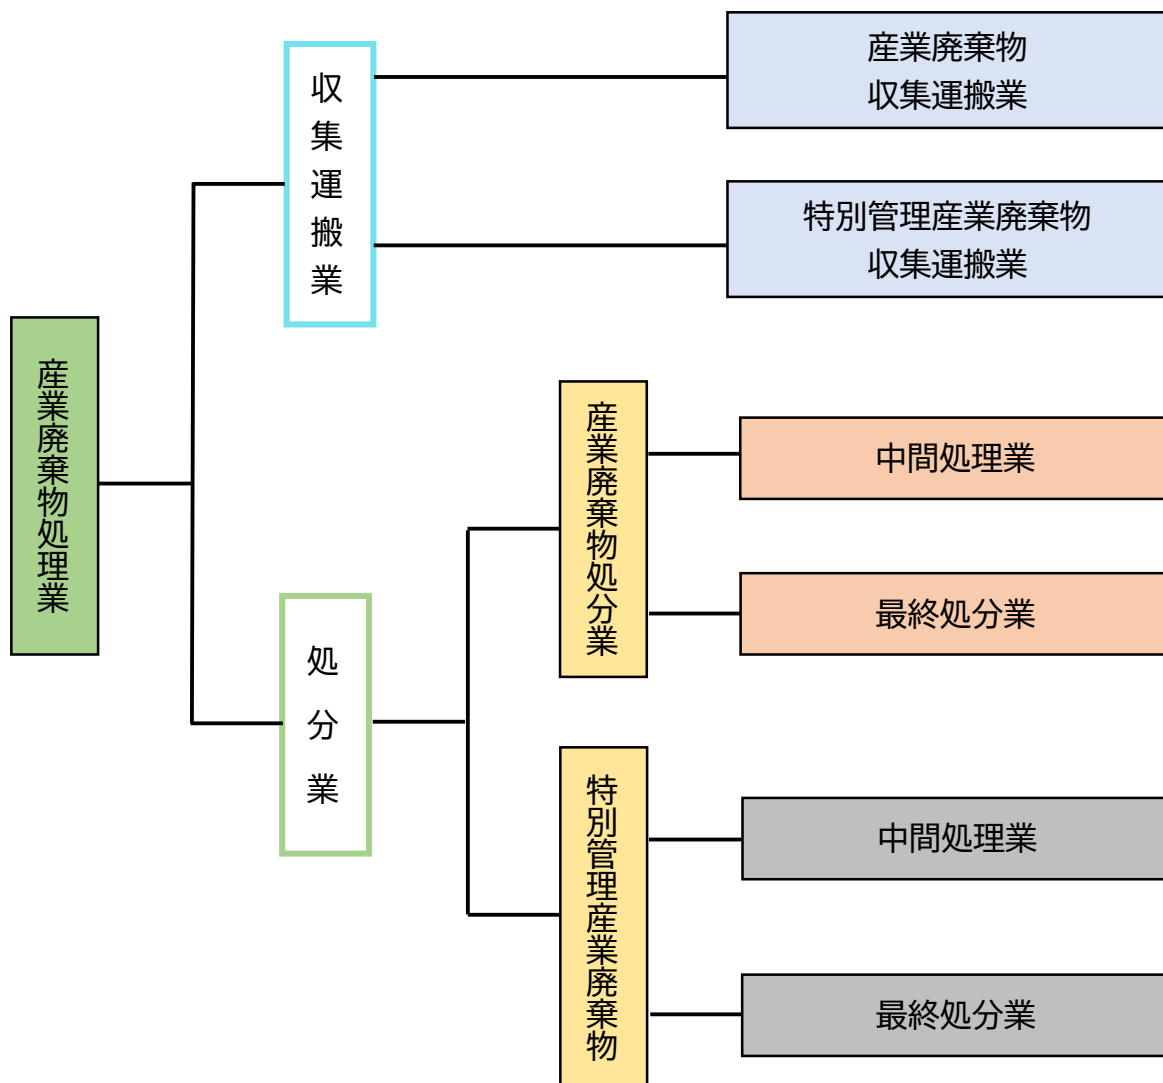 産業廃棄物処理業
収集運搬業
産業廃棄物
収集運搬業
特別管理産業廃棄物
収集運搬業
処分業
産業廃棄物処分業
中間処理業
最終処分業
特別管理産業廃棄物
中間処理業
最終処分業